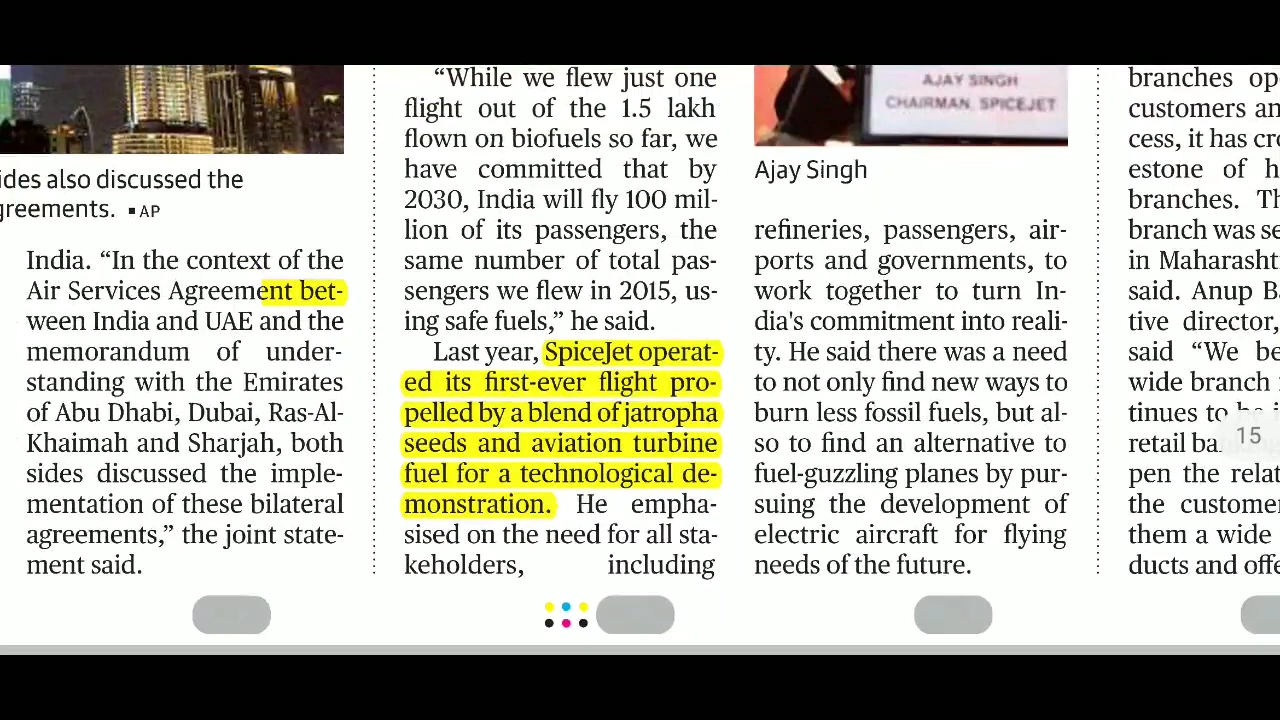 ides also discussed the
greements. ▪ AP
India. “In the context of the
Air Services Agreement bet-
ween India and UAE and the
memorandum of under-
standing with the Emirates
of Abu Dhabi, Dubai, Ras-Al-
Khaimah and Sharjah, both
sides discussed the imple-
mentation of these bilateral
agreements,” the joint state-
ment said.
“While we flew just one
flight out of the 1.5 lakh
flown on biofuels so far, we
have committed that by
2030, India will fly 100 mil-
lion of its passengers, the
same number of total pas-
sengers we flew in 2015, us-
ing safe fuels,” he said.
Last year, SpiceJet operat-
ed its first-ever flight pro-
pelled by a blend of jatropha
seeds and aviation turbine
fuel for a technological de-
monstration. He empha-
sised on the need for all sta-
keholders, including
AJAY SINGH
CHAIRMAN, SPICEJET
Ajay Singh
refineries, passengers, air-
ports and governments, to
work together to turn In-
dia's commitment into reali-
ty. He said there was a need
to not only find new ways to
burn less fossil fuels, but al-
so to find an alternative to
fuel-guzzling planes by pur-
suing the development of
electric aircraft for flying
needs of the future.
branches op
customers an
cess, it has cro
estone of h
branches. Th
branch was se
in Maharasht
said. Anup B
tive director,
said “We be
wide branch
tinues to be i
retail ba
pen the relat
the custome
them a wide
ducts and offe
15